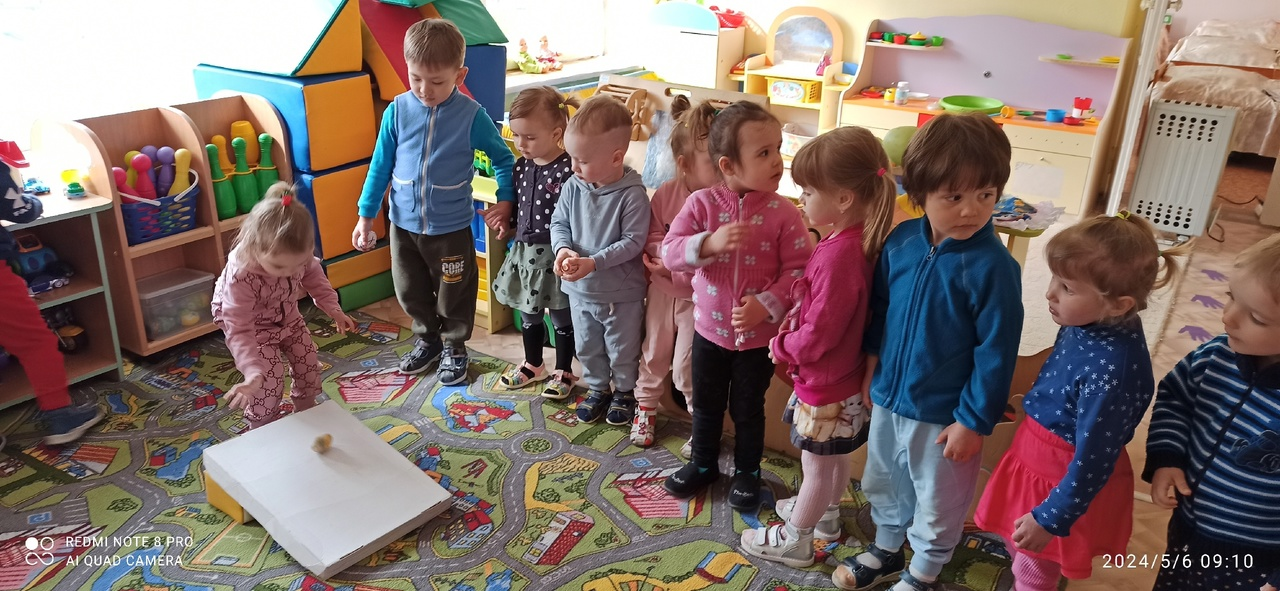 CORE
REDMI NOTE 8 PRO
AI QUAD CAMERA
2024/5/6 09:10